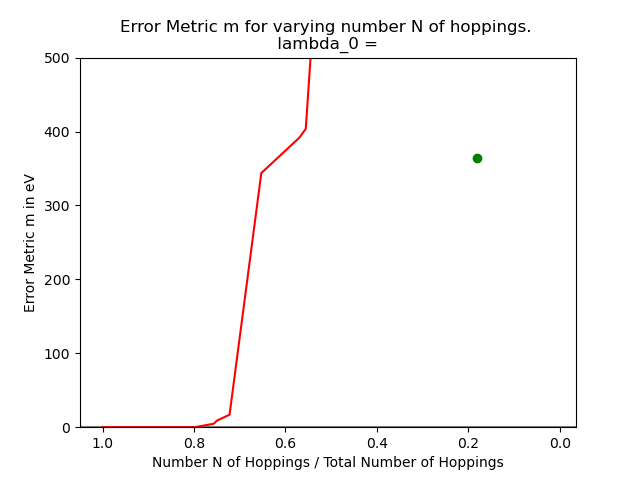 Error Metric m for varying number N of hoppings.
lambda_0 =
500
400
300
200
100
0
Error Metric m in eV
1.0 0.8 0.6 0.4 0.2 0.0
Number N of Hoppings / Total Number of Hoppings